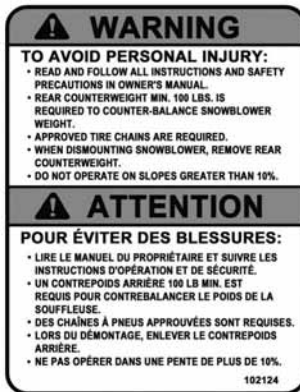 WARNING
TO AVOID PERSONAL INJURY:
• READ AND FOLLOW ALL INSTRUCTIONS AND SAFETY
PRECAUTIONS IN OWNER'S MANUAL.
• REAR COUNTERWEIGHT MIN. 100 LBS. IS
REQUIRED TO COUNTER-BALANCE SNOWBLOWER
WEIGHT.
• APPROVED TIRE CHAINS ARE REQUIRED.
• WHEN DISMOUNTING SNOWBLOWER, REMOVE REAR
COUNTERWEIGHT.
• DO NOT OPERATE ON SLOPES GREATER THAN 10%.
ATTENTION
POUR ÉVITER DES BLESSURES:
• LIRE LE MANUEL DU PROPRIÉTAIRE ET SUIVRE LES
INSTRUCTIONS D'OPÉRATION ET DE SÉCURITÉ.
• UN CONTREPOIDS ARRIÈRE 100 LB MIN. EST
REQUIS POUR CONTREBALANCER LE POIDS DE LA
SOUFFLEUSE.
• DES CHAÎNES À PNEUS APPROUVÉES SONT REQUISES.
• LORS DU DÉMONTAGE, ENLEVER LE CONTREPOIDS
ARRIÈRE.
• NE PAS OPÉRER DANS UNE PENTE DE PLUS DE 10%.
102124